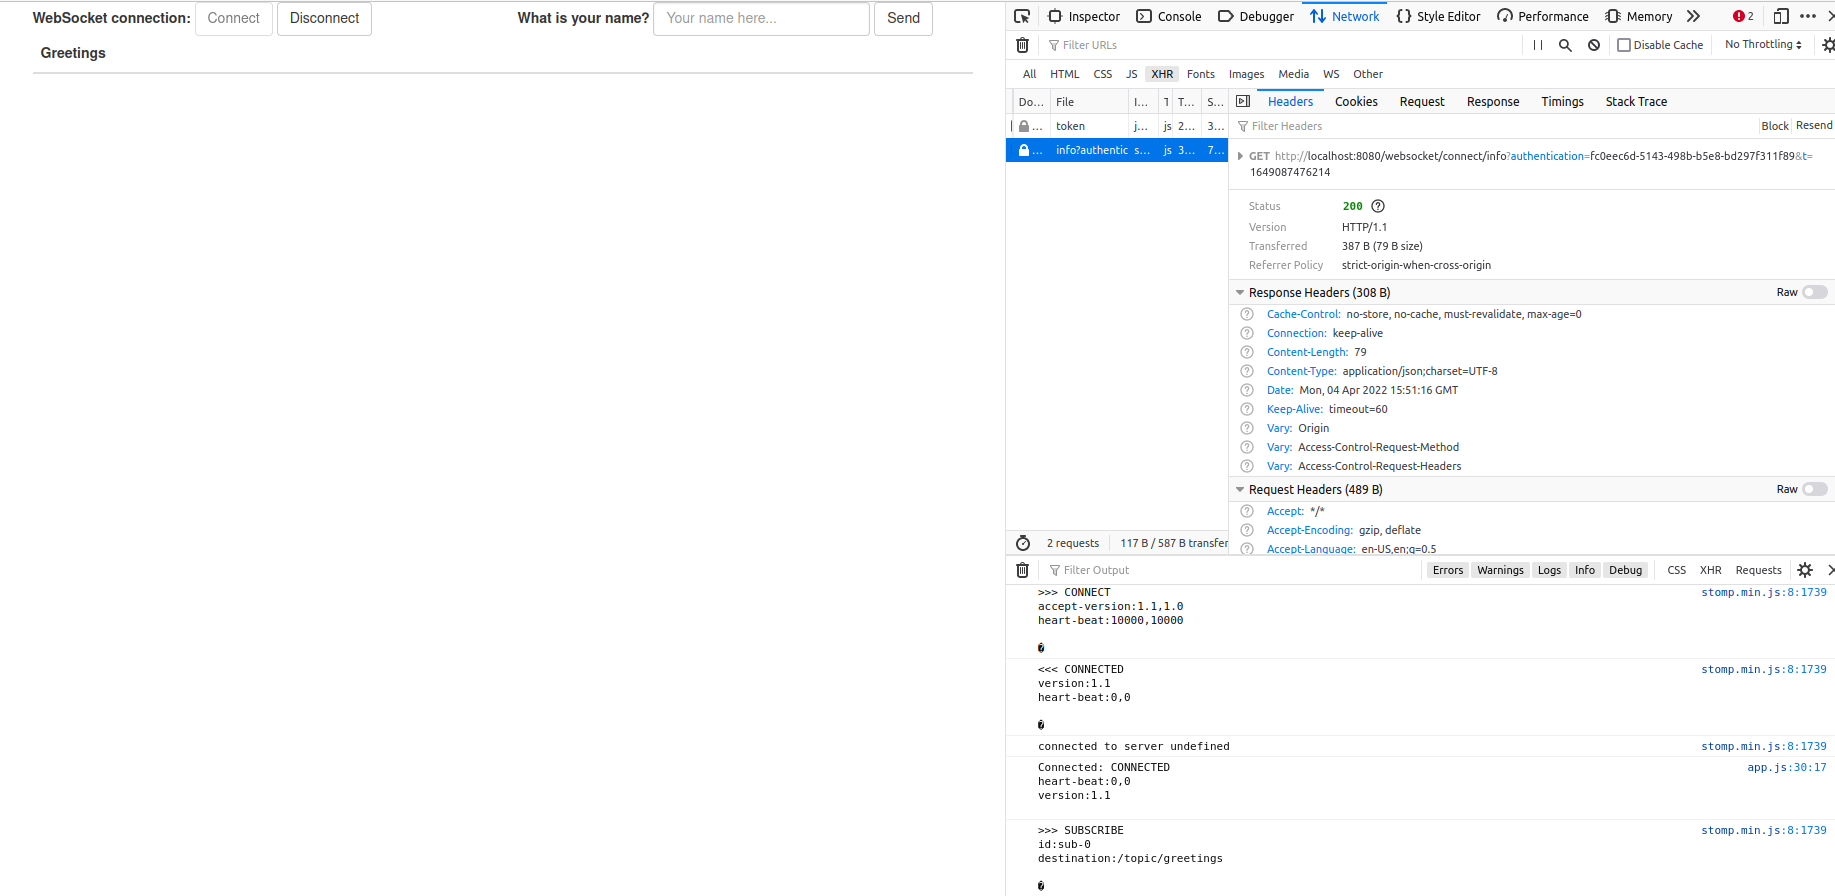 WebSocket connection: Connect Disconnect What is your name? Your name here... Send
Greetings
Inspector Console Debugger Network Style Editor Performance Memory 2
Filter URLs Disable Cache No Throttling
All HTML CSS JS XHR Fonts Images Media WS Other
Do... File I... T T... S... Headers Cookies Request Response Timings Stack Trace
... token j... js 2... 3... Filter Headers Block Resend
... info?authentic s... js 3... 7...
GET http://localhost:8080/websocket/connect/info?authentication=fc0eec6d-5143-498b-b5e8-bd297f311f89&t=
1649087476214
Status 200
Version HTTP/1.1
Transferred 387 B (79 B size)
Referrer Policy strict-origin-when-cross-origin
Response Headers (308 B) Raw
Cache-Control: no-store, no-cache, must-revalidate, max-age=0
Connection: keep-alive
Content-Length: 79
Content-Type: application/json;charset=UTF-8
Date: Mon, 04 Apr 2022 15:51:16 GMT
Keep-Alive: timeout=60
Vary: Origin
Vary: Access-Control-Request-Method
Vary: Access-Control-Request-Headers
Request Headers (489 B) Raw
Accept: */*
Accept-Encoding: gzip, deflate
Accept-Language: en-US,en;q=0.5
2 requests 117 B / 587 B transfer
Filter Output Errors Warnings Logs Info Debug CSS XHR Requests
>>> CONNECT stomp.min.js:8:1739
accept-version:1.1,1.0
heart-beat:10000,10000
�
<<< CONNECTED stomp.min.js:8:1739
version:1.1
heart-beat:0,0
�
connected to server undefined stomp.min.js:8:1739
Connected: CONNECTED app.js:30:17
heart-beat:0,0
version:1.1
>>> SUBSCRIBE stomp.min.js:8:1739
id:sub-0
destination:/topic/greetings
�